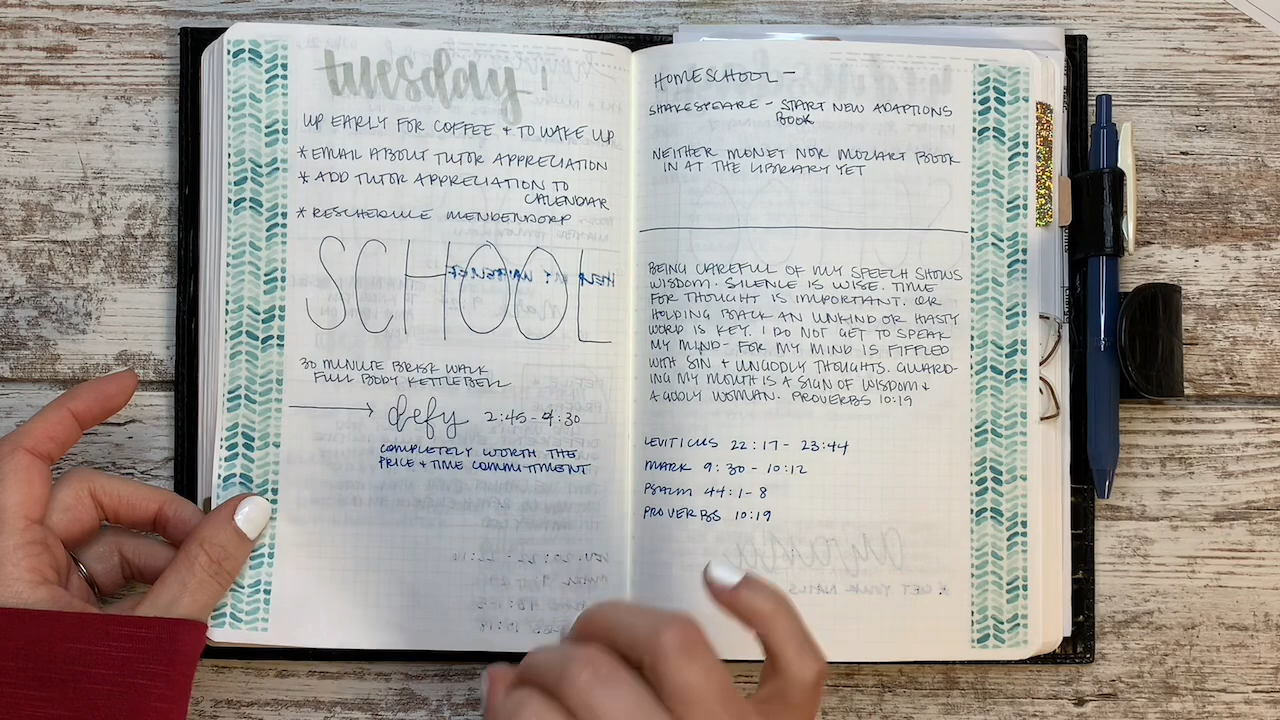 tuesday
UP EARLY FOR COFFEE + TO WAKE UP
* EMAIL ABOUT TUTOR APPRECIATION
* ADD TUTOR APPRECIATION TO
CALENDAR
* RESCHEDULE MENDENDORP
SCHOOL
30 MINUTE BRISK WALK
FULL BODY KETTLEBELL
defy 2:45-4:30
COMPLETELY WORTH THE
PRICE + TIME COMMITMENT
HOMESCHOOL -
SHAKESPEARE - START NEW ADAPTIONS
BOOK
NEITHER MONET NOR MOZART BOOK
IN AT THE LIBRARY YET
BEING CAREFUL OF MY SPEECH SHOWS
WISDOM. SILENCE IS WISE. TIME
FOR THOUGHT IS IMPORTANT. OR
HOLDING BACK AN UNKIND OR HASTY
WORD IS KEY. I DO NOT GET TO SPEAK
MY MIND - FOR MY MIND IS FIFFLED
WITH SIN + UNGODLY THOUGHTS. GUARD-
ING MY MOUTH IS A SIGN OF WISDOM +
A GODLY WOMAN. PROVERBS 10:19
LEVITICUS 22:17 - 23:44
MARK 9:30 - 10:12
PSALM 44:1-8
PROVERBS 10:19